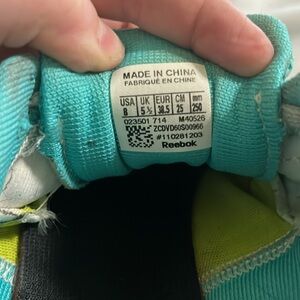 MADE IN CHINA
FABRIQUÉ EN CHINE
USA UK EUR CM mm
8 5½ 38.5 25 250
023501 714 M40526
ZCDVD60S00966
#110281203
Reebok